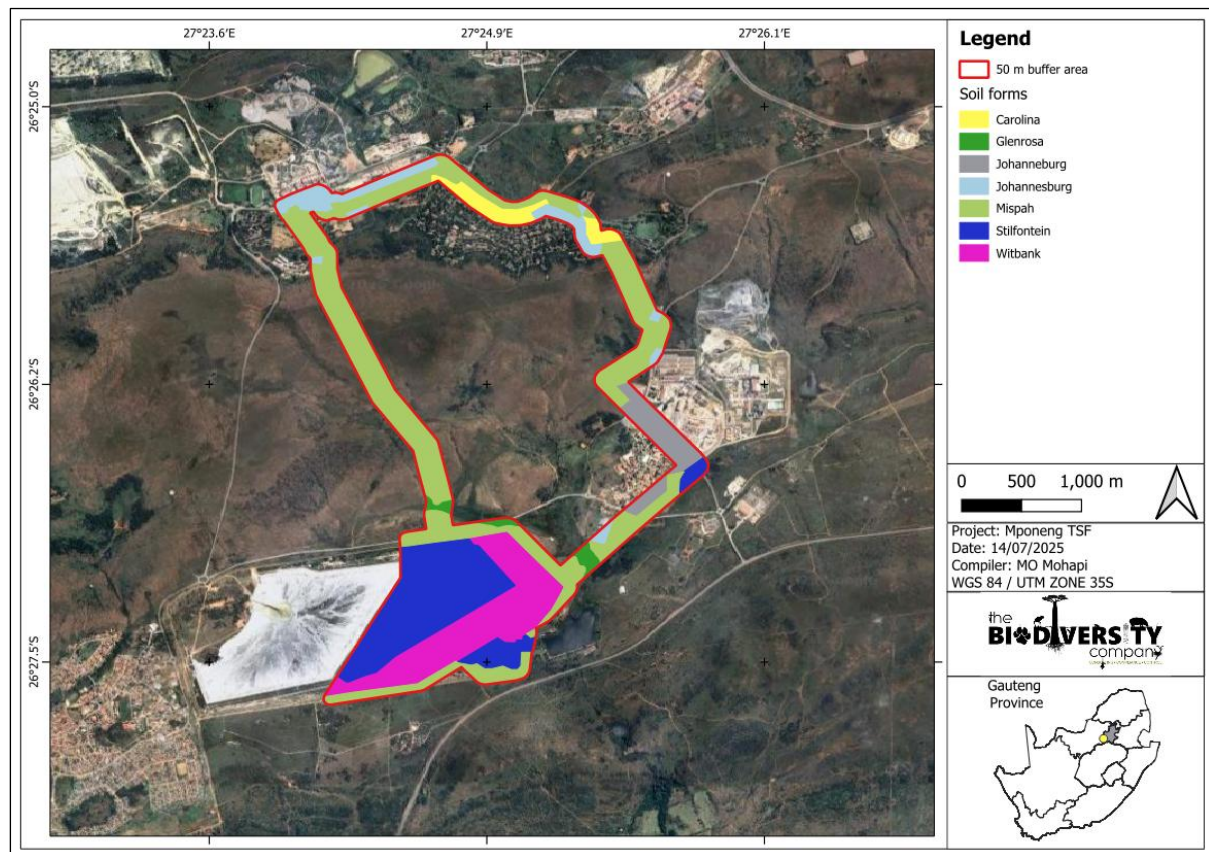 27°23.6'E 27°24.9'E 27°26.1'E
26°25.0'S
26°26.2'S
26°27.5'S
Legend
50 m buffer area
Soil forms
Carolina
Glenrosa
Johanneburg
Johannesburg
Mispah
Stilfontein
Witbank
0 500 1,000 m
Project: Mponeng TSF
Date: 14/07/2025
Compiler: MO Mohapi
WGS 84 / UTM ZONE 35S
the
BIODIVERSITY
company
Gauteng
Province